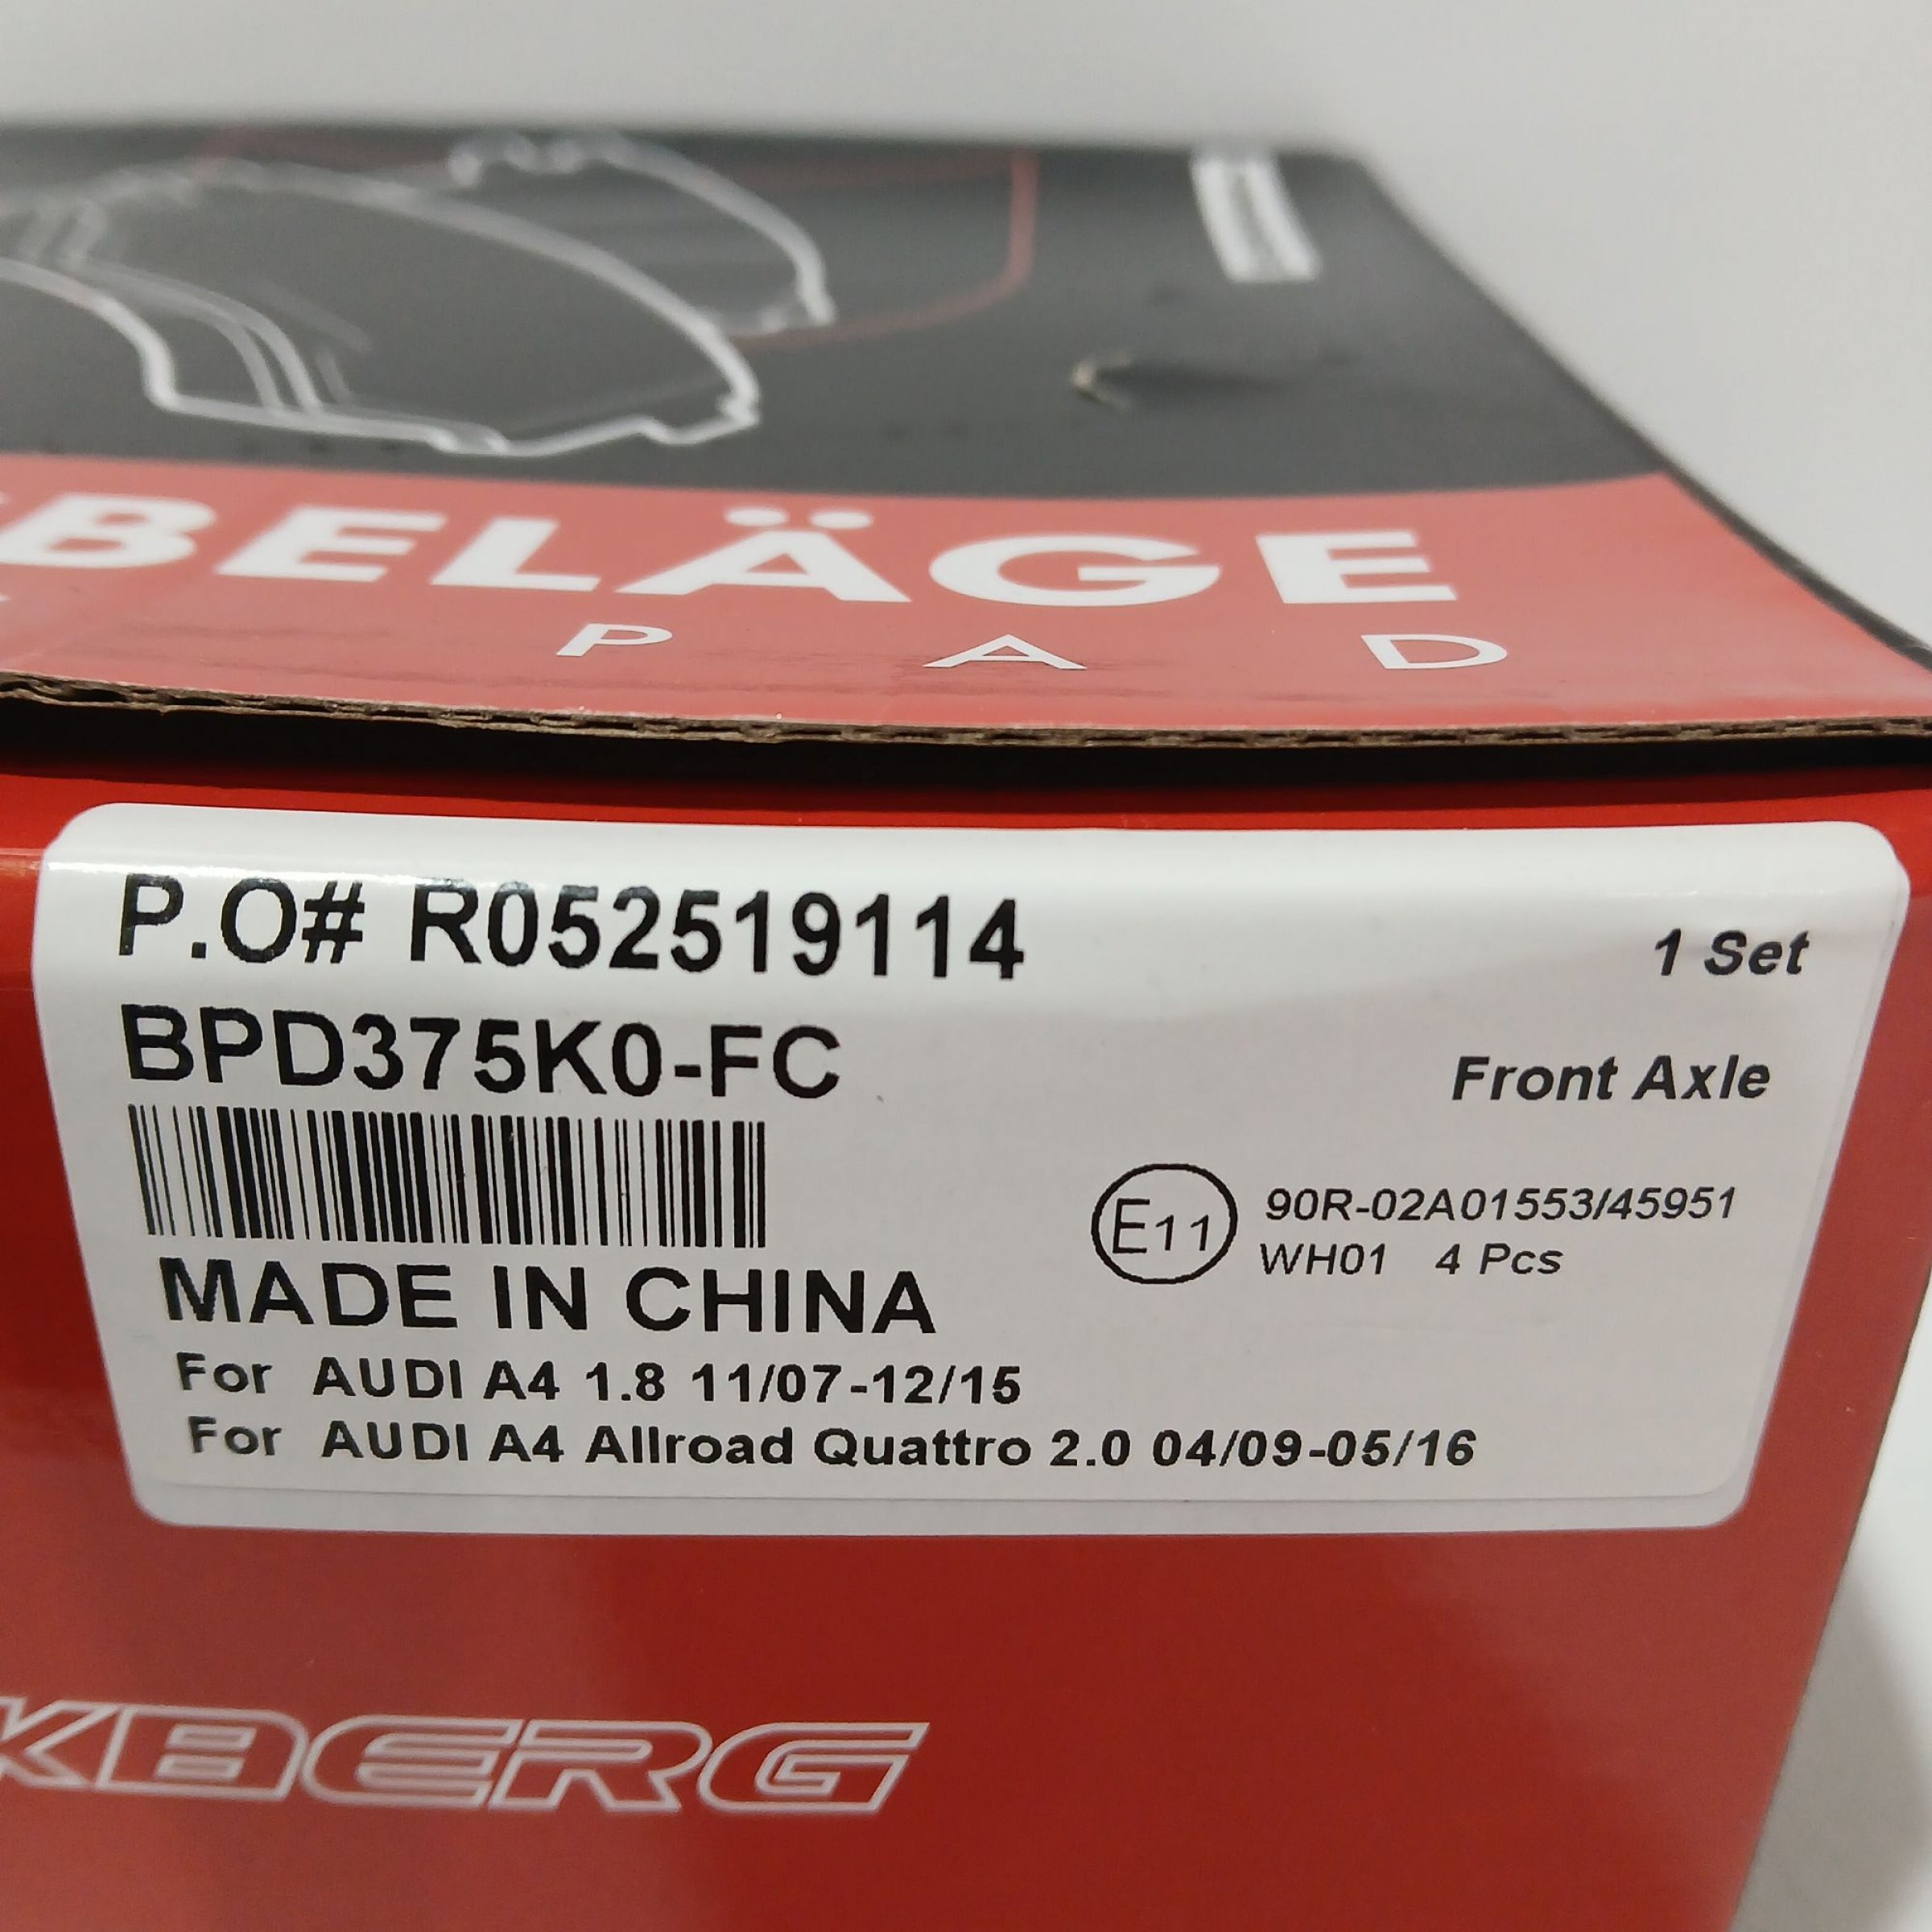 BELÄGE
P A D
P.O# R052519114
1 Set
BPD375K0-FC
Front Axle
E11
90R-02A01553/45951
WH01 4 Pcs
MADE IN CHINA
For AUDI A4 1.8 11/07-12/15
For AUDI A4 Allroad Quattro 2.0 04/09-05/16
KBERG